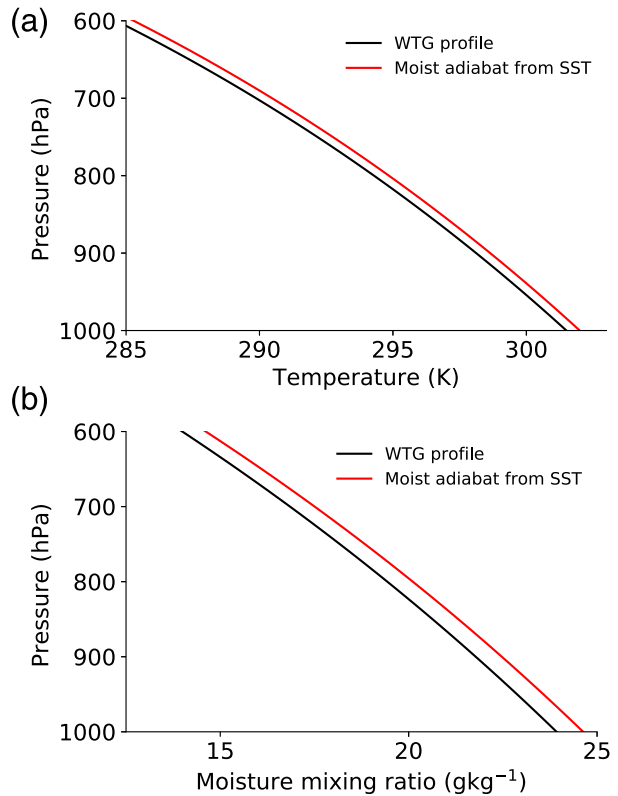 (a)
600
700
800
900
1000
Pressure (hPa)
WTG profile
Moist adiabat from SST
285
290
295
300
Temperature (K)
(b)
600
700
800
900
1000
Pressure (hPa)
WTG profile
Moist adiabat from SST
15
20
25
Moisture mixing ratio (gkg⁻¹)